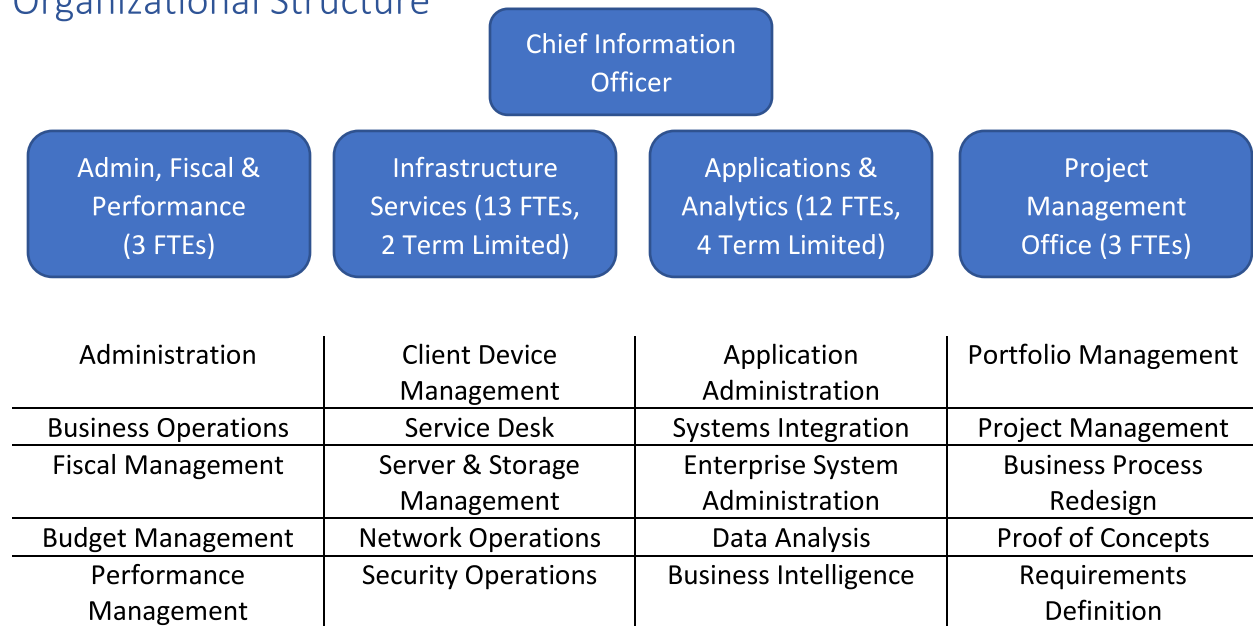 Organizational Structure
Chief Information
Officer
Admin, Fiscal &
Performance
(3 FTEs)
Infrastructure
Services (13 FTEs,
2 Term Limited)
Applications &
Analytics (12 FTEs,
4 Term Limited)
Project
Management
Office (3 FTEs)
Administration
Client Device
Management
Application
Administration
Portfolio Management
Business Operations
Service Desk
Systems Integration
Project Management
Fiscal Management
Server & Storage
Management
Enterprise System
Administration
Business Process
Redesign
Budget Management
Network Operations
Data Analysis
Proof of Concepts
Performance
Management
Security Operations
Business Intelligence
Requirements
Definition